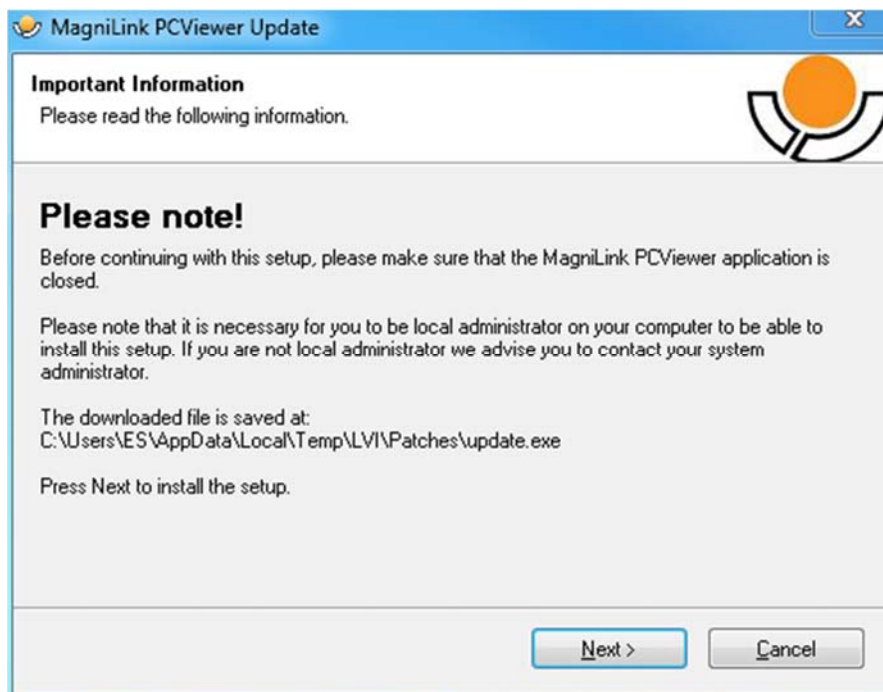 MagniLink PCViewer Update
X
Important Information
Please read the following information.
Please note!
Before continuing with this setup, please make sure that the MagniLink PCViewer application is
closed.
Please note that it is necessary for you to be local administrator on your computer to be able to
install this setup. If you are not local administrator we advise you to contact your system
administrator.
The downloaded file is saved at:
C:\Users\ES\AppData\Local\Temp\LVI\Patches\update.exe
Press Next to install the setup.
Next >
Cancel